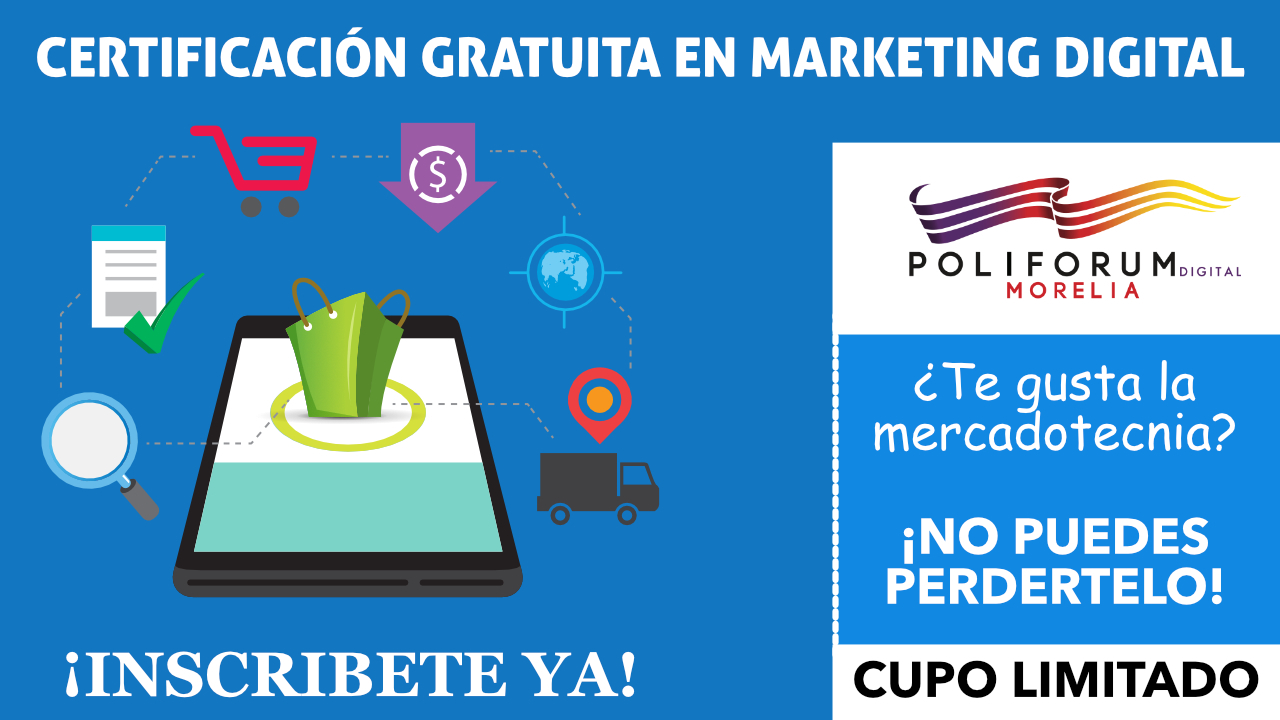 CERTIFICACIÓN GRATUITA EN MARKETING DIGITAL
$
POLIFORUM DIGITAL
MORELIA
¿Te gusta la
mercadotecnia?
¡NO PUEDES
PERDERTELO!
¡INSCRIBETE YA!
CUPO LIMITADO